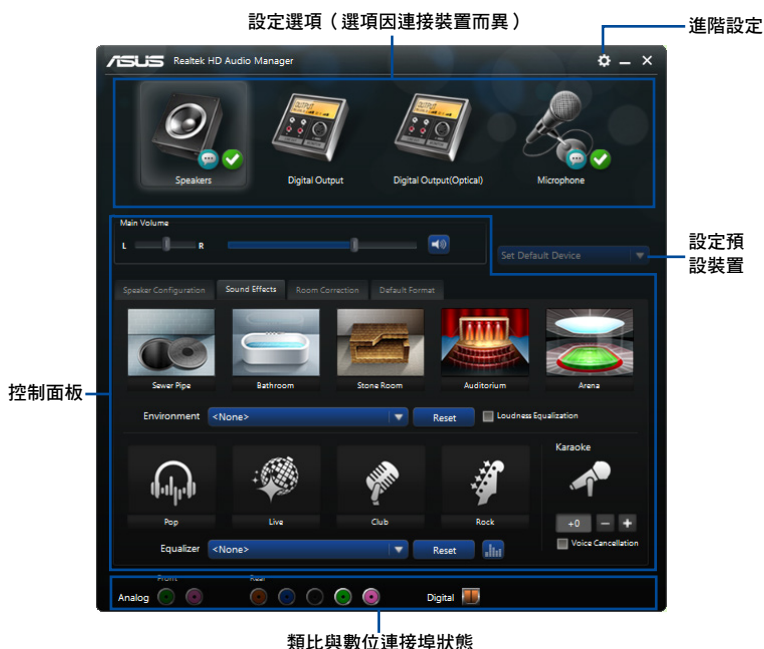 設定選項（選項因連接裝置而異）
進階設定
ASUS Realtek HD Audio Manager
Speakers
Digital Output
Digital Output(Optical)
Microphone
Main Volume
L
R
Set Default Device
設定預
設裝置
Speaker Configuration
Sound Effects
Room Correction
Default Format
控制面板
Sewer Pipe
Bathroom
Stone Room
Auditorium
Arena
Environment
<None>
Reset
Loudness Equalization
Karaoke
Pop
Live
Club
Rock
+0
Equalizer
<None>
Reset
Voice Cancellation
Front
Rear
Analog
Digital
類比與數位連接埠狀態